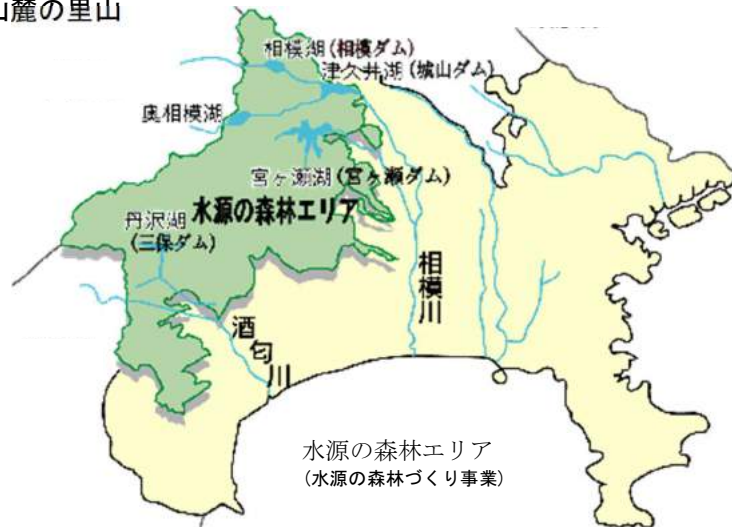 山麓の里山
相模湖(相模ダム)
津久井湖(城山ダム)
奥相模湖
宮ヶ瀬湖(宮ヶ瀬ダム)
水源の森林エリア
丹沢湖
(三保ダム)
相模川
酒匂川
水源の森林エリア
(水源の森林づくり事業)